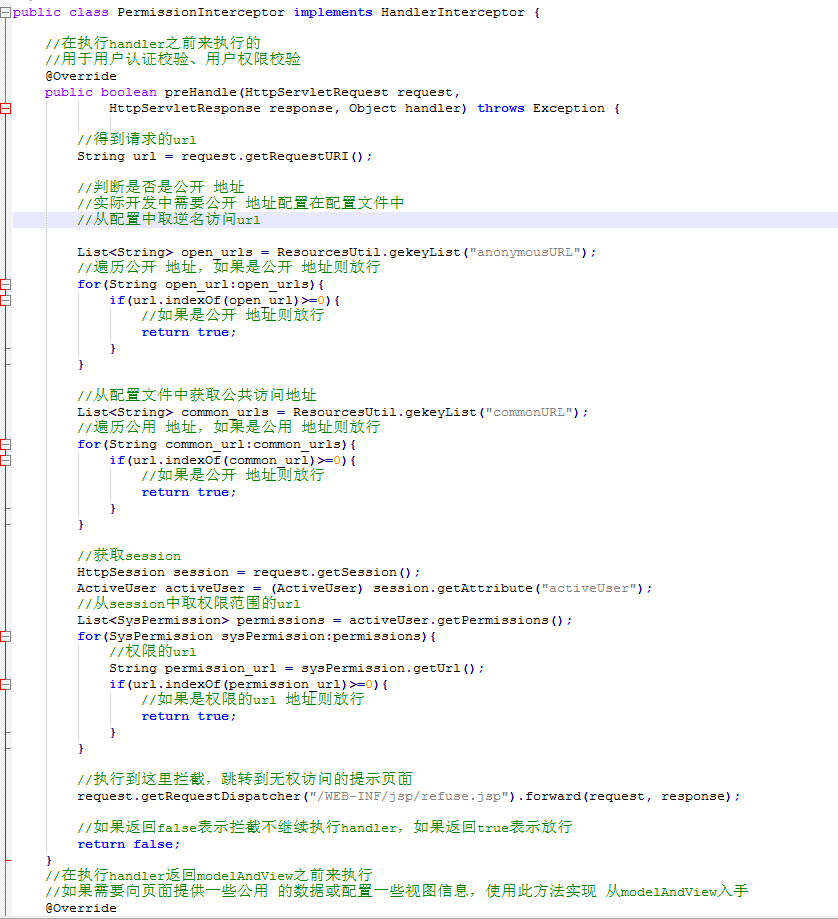 public class PermissionInterceptor implements HandlerInterceptor {
//在执行handler之前来执行的
//用于用户认证校验、用户权限校验
@Override
public boolean preHandle(HttpServletRequest request,
HttpServletResponse response, Object handler) throws Exception {
//得到请求的url
String url = request.getRequestURI();
//判断是否是公开 地址
//实际开发中需要公开 地址配置在配置文件中
//从配置中取逆名访问url
List<String> open_urls = ResourcesUtil.gekeyList("anonymousURL");
//遍历公开 地址，如果是公开 地址则放行
for(String open_url:open_urls){
if(url.indexOf(open_url)>=0){
//如果是公开 地址则放行
return true;
}
}
//从配置文件中获取公共访问地址
List<String> common_urls = ResourcesUtil.gekeyList("commonURL");
//遍历公用 地址，如果是公用 地址则放行
for(String common_url:common_urls){
if(url.indexOf(common_url)>=0){
//如果是公开 地址则放行
return true;
}
}
//获取session
HttpSession session = request.getSession();
ActiveUser activeUser = (ActiveUser) session.getAttribute("activeUser");
//从session中取权限范围的url
List<SysPermission> permissions = activeUser.getPermissions();
for(SysPermission sysPermission:permissions){
//权限的url
String permission_url = sysPermission.getUrl();
if(url.indexOf(permission_url)>=0){
//如果是权限的url 地址则放行
return true;
}
}
//执行到这里拦截，跳转到无权访问的提示页面
request.getRequestDispatcher("/WEB-INF/jsp/refuse.jsp").forward(request, response);
//如果返回false表示拦截不继续执行handler，如果返回true表示放行
return false;
}
//在执行handler返回modelAndView之前来执行
//如果需要向页面提供一些公用 的数据或配置一些视图信息，使用此方法实现 从modelAndView入手
@Override